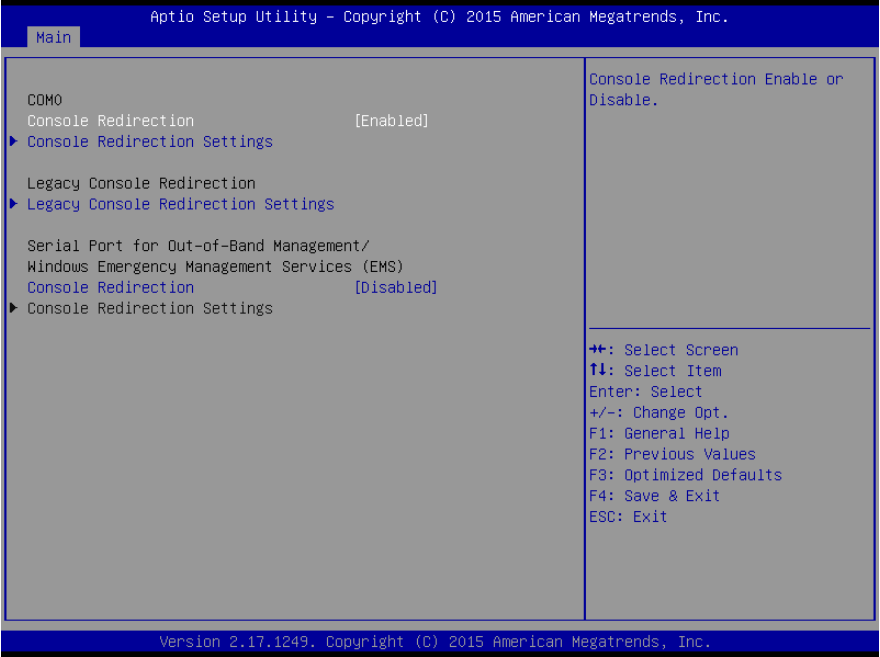 Aptio Setup Utility – Copyright (C) 2015 American Megatrends, Inc.
Main
COM0
Console Redirection [Enabled]
Console Redirection Settings
Legacy Console Redirection
Legacy Console Redirection Settings
Serial Port for Out-of-Band Management/
Windows Emergency Management Services (EMS)
Console Redirection [Disabled]
Console Redirection Settings
Console Redirection Enable or
Disable.
→←: Select Screen
↑↓: Select Item
Enter: Select
+/-: Change Opt.
F1: General Help
F2: Previous Values
F3: Optimized Defaults
F4: Save & Exit
ESC: Exit
Version 2.17.1249. Copyright (C) 2015 American Megatrends, Inc.